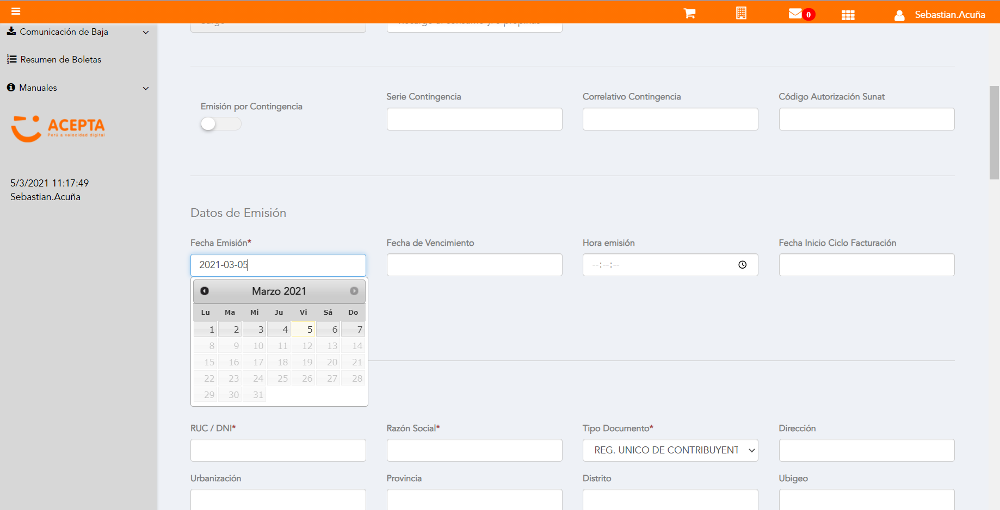 0
Sebastian.Acuña
Comunicación de Baja
Resumen de Boletas
Manuales
ACEPTA
Perú a velocidad digital
5/3/2021 11:17:49
Sebastian.Acuña
Emisión por Contingencia
Serie Contingencia
Correlativo Contingencia
Código Autorización Sunat
Datos de Emisión
Fecha Emisión*
Fecha de Vencimiento
Hora emisión
Fecha Inicio Ciclo Facturación
2021-03-05
--:--:--
Marzo 2021
Lu Ma Mi Ju Vi Sá Do
1 2 3 4 5 6 7
8 9 10 11 12 13 14
15 16 17 18 19 20 21
22 23 24 25 26 27 28
29 30 31
RUC / DNI*
Razón Social*
Tipo Documento*
Dirección
REG. UNICO DE CONTRIBUYENT
Urbanización
Provincia
Distrito
Ubigeo